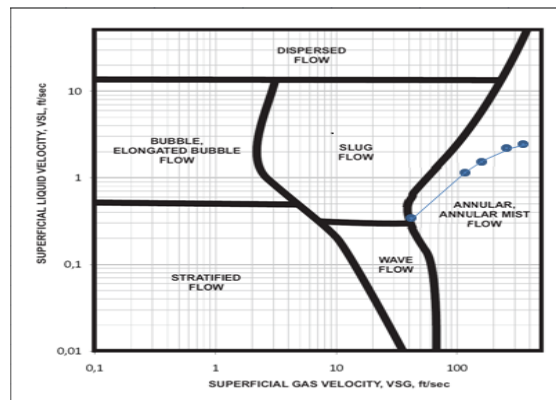 DISPERSED
FLOW
10
BUBBLE,
ELONGATED BUBBLE
FLOW
SLUG
FLOW
1
ANNULAR,
ANNULAR MIST
FLOW
WAVE
FLOW
0,1
STRATIFIED
FLOW
0,01
0,1
1
10
100
SUPERFICIAL GAS VELOCITY, VSG, ft/sec
SUPERFICIAL LIQUID VELOCITY, VSL, ft/sec